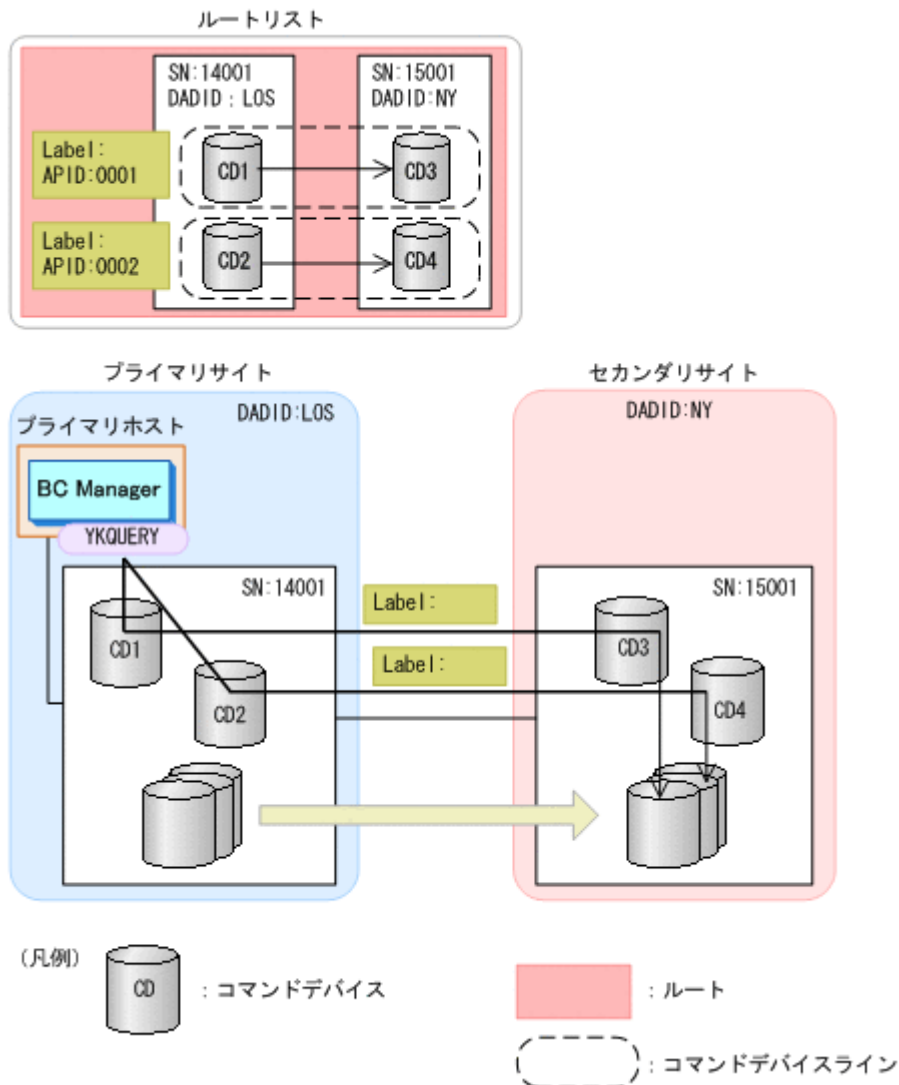 ルートリスト
SN:14001
DADID：LOS
SN:15001
DADID:NY
Label:
APID:0001
CD1
CD3
Label:
APID:0002
CD2
CD4
プライマリサイト
セカンダリサイト
DADID:LOS
DADID:NY
プライマリホスト
BC Manager
YKQUERY
SN:14001
SN:15001
Label:
CD1
CD3
Label:
CD2
CD4
(凡例)
CD
：コマンドデバイス
：ルート
：コマンドデバイスライン